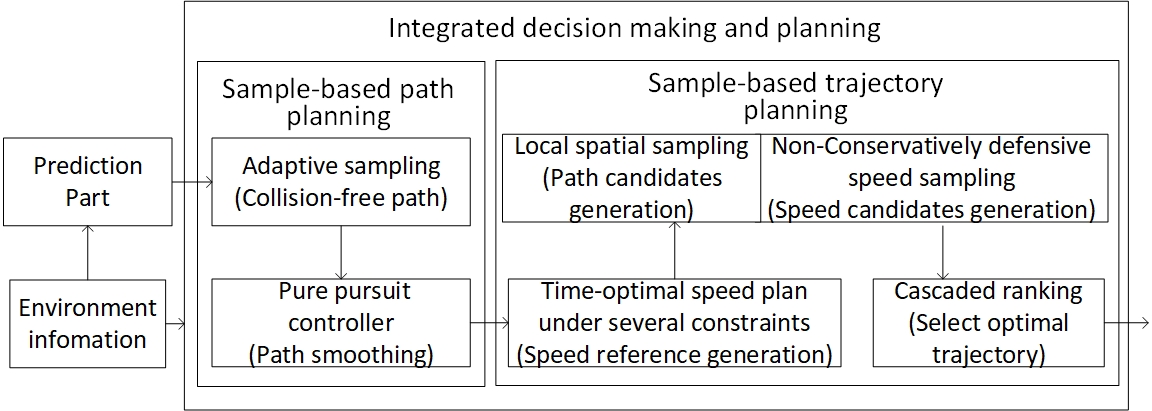 Integrated decision making and planning
Sample-based path
planning
Sample-based trajectory
planning
Prediction
Part
Adaptive sampling
(Collision-free path)
Local spatial sampling
(Path candidates
generation)
Non-Conservatively defensive
speed sampling
(Speed candidates generation)
Environment
infomation
Pure pursuit
controller
(Path smoothing)
Time-optimal speed plan
under several constraints
(Speed reference generation)
Cascaded ranking
(Select optimal
trajectory)